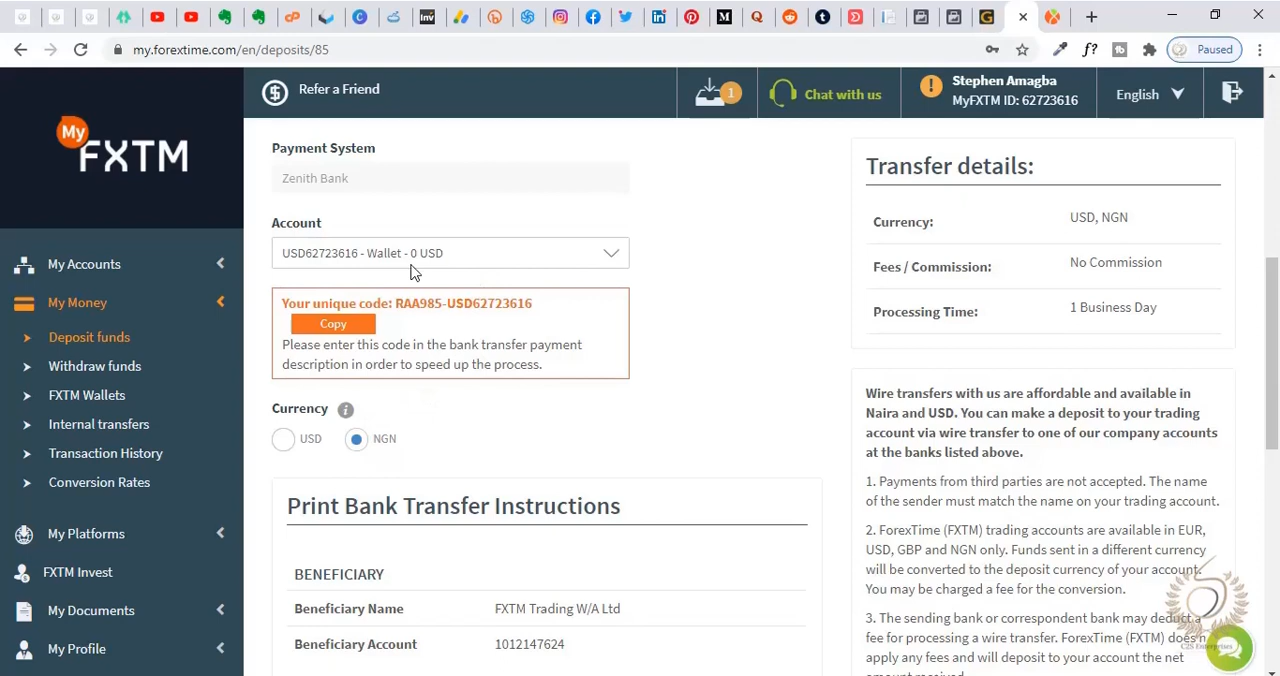 my.forextime.com/en/deposits/85
Paused
My
FXTM
Refer a Friend
1
Chat with us
Stephen Amagba
MyFXTM ID: 62723616
English
My Accounts
My Money
Deposit funds
Withdraw funds
FXTM Wallets
Internal transfers
Transaction History
Conversion Rates
My Platforms
FXTM Invest
My Documents
My Profile
Payment System
Zenith Bank
Account
USD62723616 - Wallet - 0 USD
Your unique code: RAA985-USD62723616
Copy
Please enter this code in the bank transfer payment
description in order to speed up the process.
Currency i
USD NGN
Print Bank Transfer Instructions
BENEFICIARY
Beneficiary Name FXTM Trading W/A Ltd
Beneficiary Account 1012147624
Transfer details:
Currency: USD, NGN
Fees / Commission: No Commission
Processing Time: 1 Business Day
Wire transfers with us are affordable and available in
Naira and USD. You can make a deposit to your trading
account via wire transfer to one of our company accounts
at the banks listed above.
1. Payments from third parties are not accepted. The name
of the sender must match the name on your trading account.
2. ForexTime (FXTM) trading accounts are available in EUR,
USD, GBP and NGN only. Funds sent in a different currency
will be converted to the deposit currency of your account.
You may be charged a fee for the conversion.
3. The sending bank or correspondent bank may deduct a
fee for processing a wire transfer. ForexTime (FXTM) does n
apply any fees and will deposit to your account the net
amount received.
C2S Enterprises